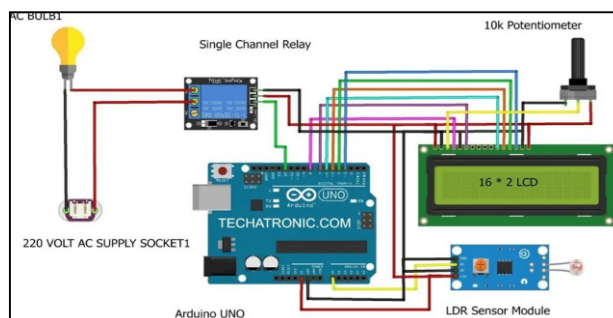 AC BULB1
Single Channel Relay
10k Potentiometer
16 * 2 LCD
ARDUINO
UNO
TECHATRONIC.COM
220 VOLT AC SUPPLY SOCKET1
Arduino UNO
LDR Sensor Module